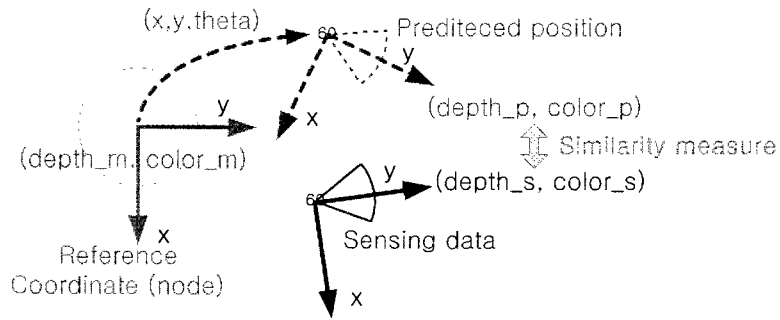 (x,y.theta)
60
Prediteced position
y
x
(depth_p, color_p)
y
(depth_m, color_m)
Similarity measure
y
(depth_s, color_s)
60
x
Reference
Coordinate (node)
Sensing data
x